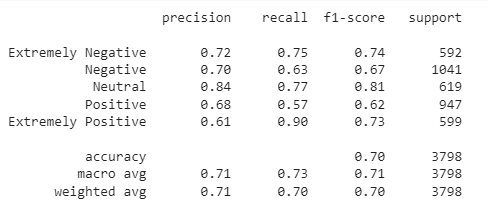 precision recall f1-score support
Extremely Negative 0.72 0.75 0.74 592
Negative 0.70 0.63 0.67 1041
Neutral 0.84 0.77 0.81 619
Positive 0.68 0.57 0.62 947
Extremely Positive 0.61 0.90 0.73 599
accuracy 0.70 3798
macro avg 0.71 0.73 0.71 3798
weighted avg 0.71 0.70 0.70 3798